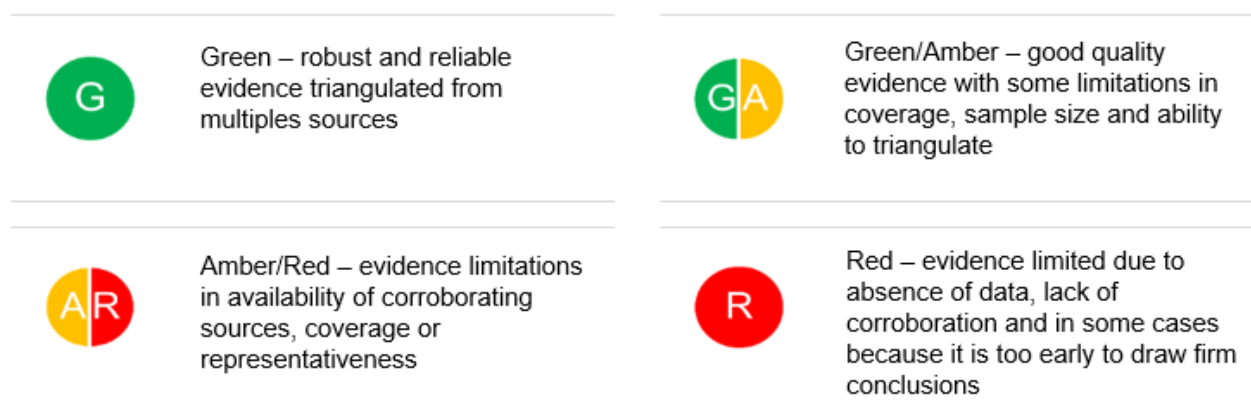 G
Green – robust and reliable
evidence triangulated from
multiples sources
GA
Green/Amber – good quality
evidence with some limitations in
coverage, sample size and ability
to triangulate
AR
Amber/Red – evidence limitations
in availability of corroborating
sources, coverage or
representativeness
R
Red – evidence limited due to
absence of data, lack of
corroboration and in some cases
because it is too early to draw firm
conclusions